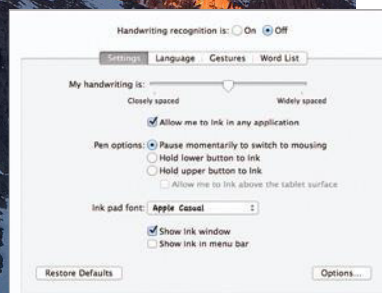 Handwriting recognition is: On Off
Settings Language Gestures Word List
My handwriting is:
Closely spaced Widely spaced
Allow me to Ink in any application
Pen options: Pause momentarily to switch to mousing
Hold lower button to Ink
Hold upper button to Ink
Allow me to Ink above the tablet surface
Ink pad font: Apple Casual
Show Ink window
Show Ink in menu bar
Restore Defaults Options...